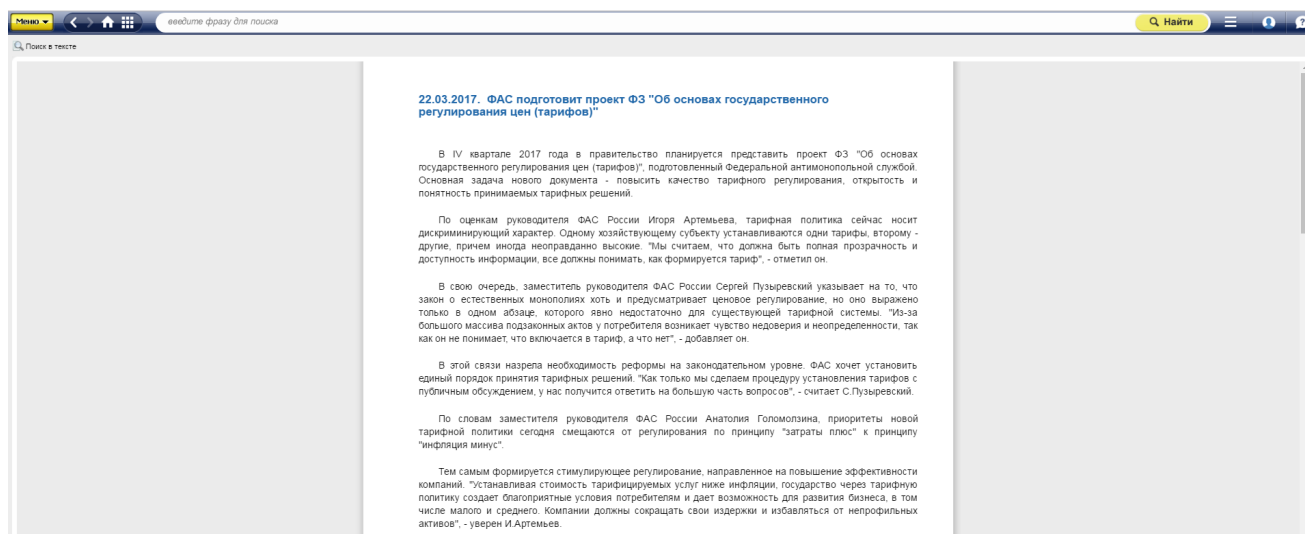 Меню
введите фразу для поиска
Найти
Поиск в тексте
22.03.2017. ФАС подготовит проект ФЗ "Об основах государственного
регулирования цен (тарифов)"
В IV квартале 2017 года в правительство планируется представить проект ФЗ "Об основах
государственного регулирования цен (тарифов)", подготовленный Федеральной антимонопольной службой.
Основная задача нового документа - повысить качество тарифного регулирования, открытость и
понятность принимаемых тарифных решений.
По оценкам руководителя ФАС России Игоря Артемьева, тарифная политика сейчас носит
дискриминирующий характер. Одному хозяйствующему субъекту устанавливаются одни тарифы, второму -
другие, причем иногда неоправданно высокие. "Мы считаем, что должна быть полная прозрачность и
доступность информации, все должны понимать, как формируется тариф", - отметил он.
В свою очередь, заместитель руководителя ФАС России Сергей Пузыревский указывает на то, что
закон о естественных монополиях хоть и предусматривает ценовое регулирование, но оно выражено
только в одном абзаце, которого явно недостаточно для существующей тарифной системы. "Из-за
большого массива подзаконных актов у потребителя возникает чувство недоверия и неопределенности, так
как он не понимает, что включается в тариф, а что нет", - добавляет он.
В этой связи назрела необходимость реформы на законодательном уровне. ФАС хочет установить
единый порядок принятия тарифных решений. "Как только мы сделаем процедуру установления тарифов с
публичным обсуждением, у нас получится ответить на большую часть вопросов", - считает С.Пузыревский.
По словам заместителя руководителя ФАС России Анатолия Голомолзина, приоритеты новой
тарифной политики сегодня смещаются от регулирования по принципу "затраты плюс" к принципу
"инфляция минус".
Тем самым формируется стимулирующее регулирование, направленное на повышение эффективности
компаний. "Устанавливая стоимость тарифицируемых услуг ниже инфляции, государство через тарифную
политику создает благоприятные условия потребителям и дает возможность для развития бизнеса, в том
числе малого и среднего. Компании должны сокращать свои издержки и избавляться от непрофильных
активов", - уверен И.Артемьев.